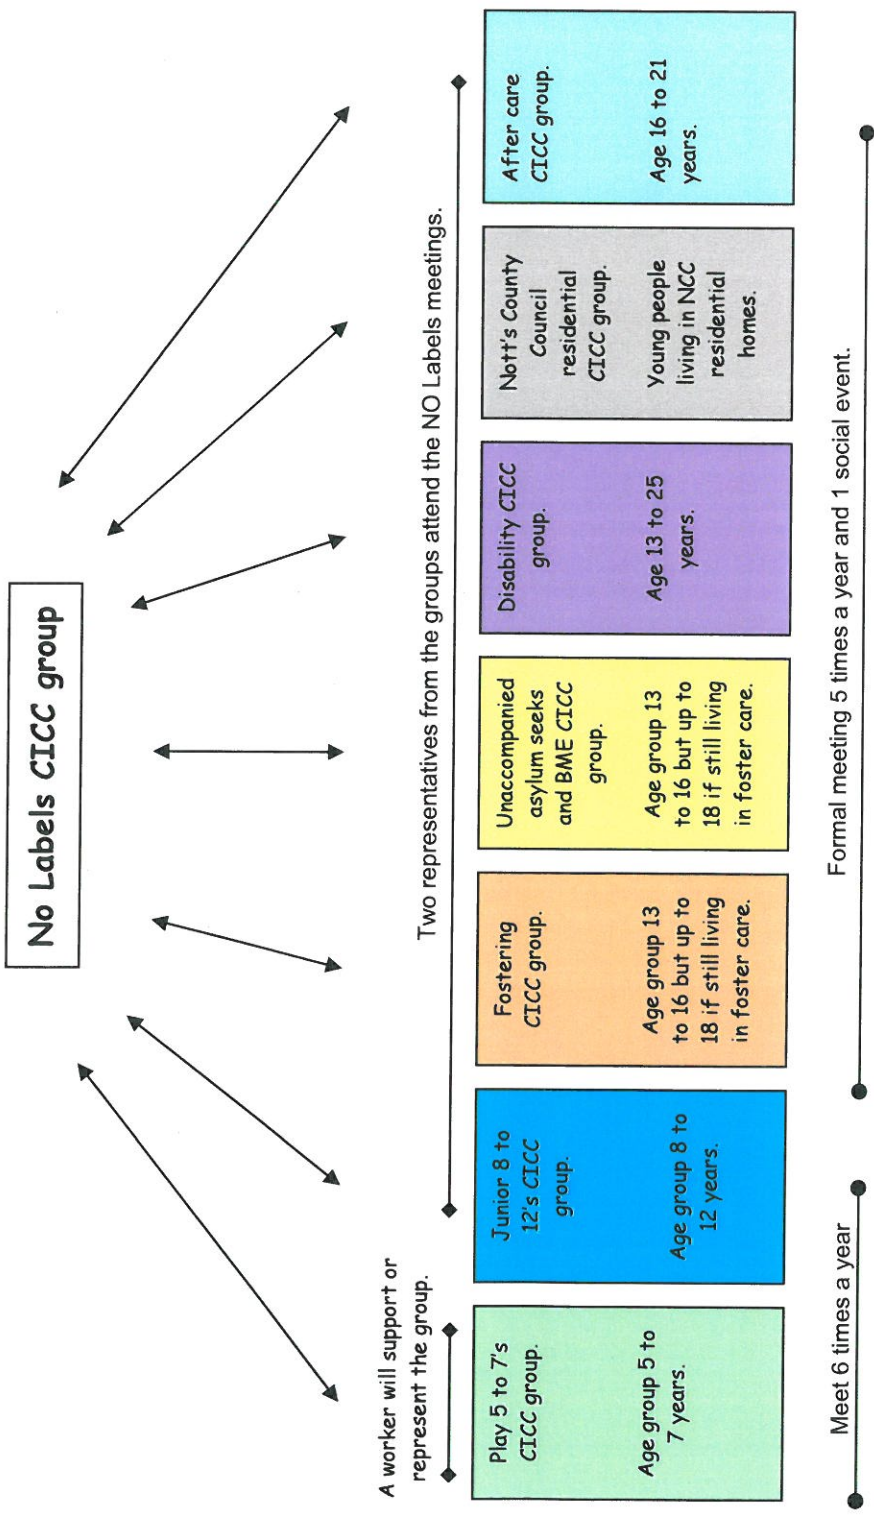 No Labels CICC group
Two representatives from the groups attend the NO Labels meetings.
A worker will support or
represent the group.
Play 5 to 7's
CICC group.
Age group 5 to
7 years.
Junior 8 to
12's CICC
group.
Age group 8 to
12 years.
Fostering
CICC group.
Age group 13
to 16 but up to
18 if still living
in foster care.
Unaccompanied
asylum seeks
and BME CICC
group.
Age group 13
to 16 but up to
18 if still living
in foster care.
Disability CICC
group.
Age 13 to 25
years.
Nott's County
Council
residential
CICC group.
Young people
living in NCC
residential
homes.
After care
CICC group.
Age 16 to 21
years.
Meet 6 times a year
Formal meeting 5 times a year and 1 social event.